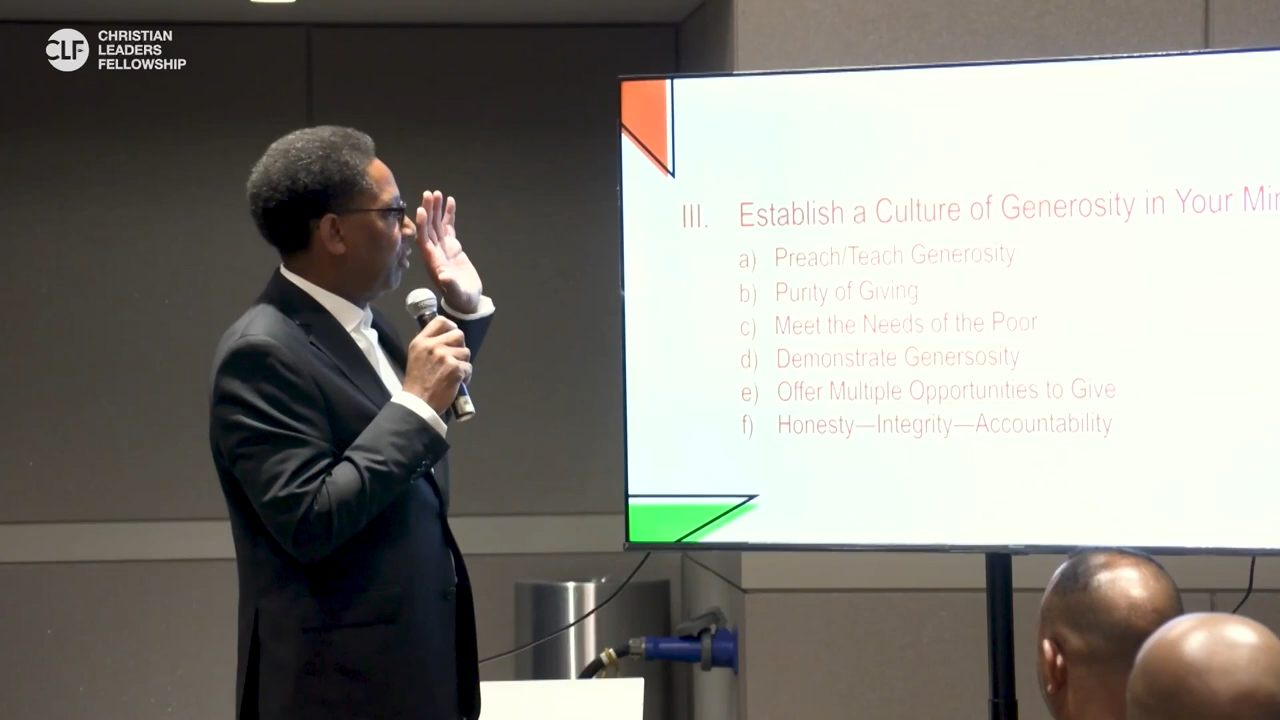 CLF
CHRISTIAN
LEADERS
FELLOWSHIP
III. Establish a Culture of Generosity in Your
a) Preach/Teach Generosity
b) Purity of Giving
c) Meet the Needs of the Poor
d) Demonstrate Genersosity
e) Offer Multiple Opportunities to Give
f) Honesty—Integrity—Accountability